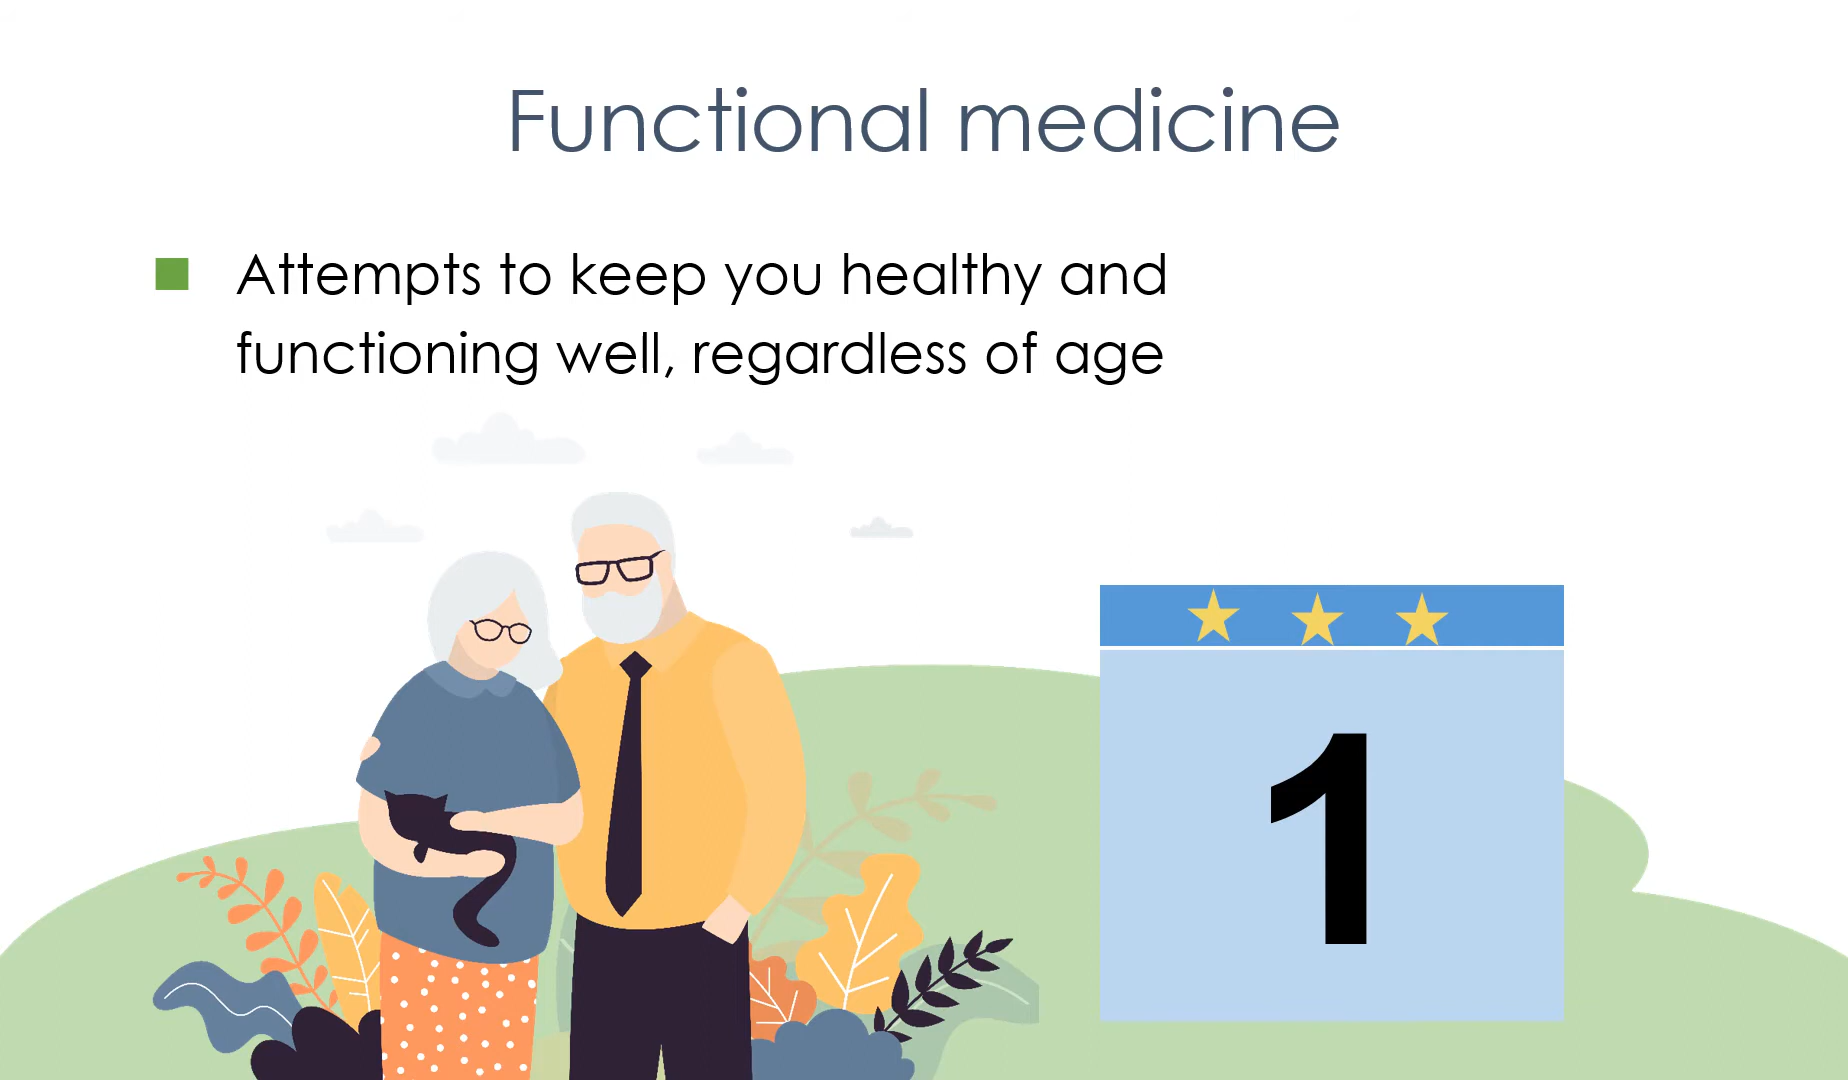 Functional medicine
Attempts to keep you healthy and
functioning well, regardless of age
1